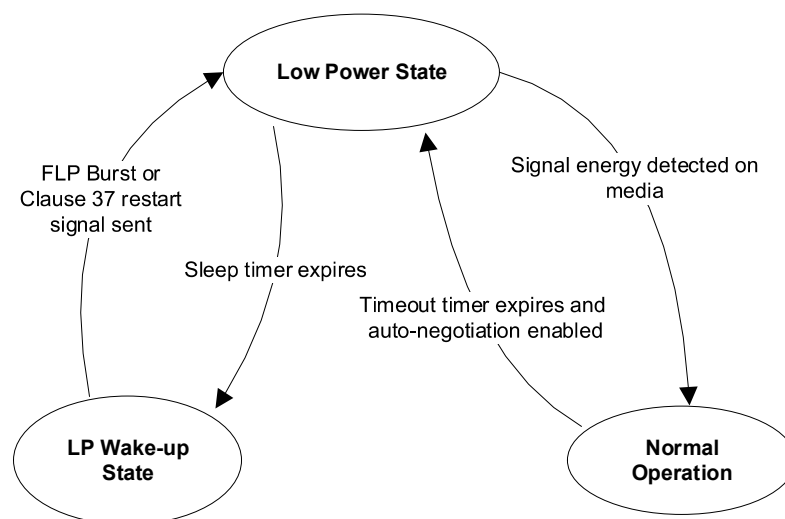 Low Power State
FLP Burst or
Clause 37 restart
signal sent
Signal energy detected on
media
Sleep timer expires
Timeout timer expires and
auto-negotiation enabled
LP Wake-up
State
Normal
Operation